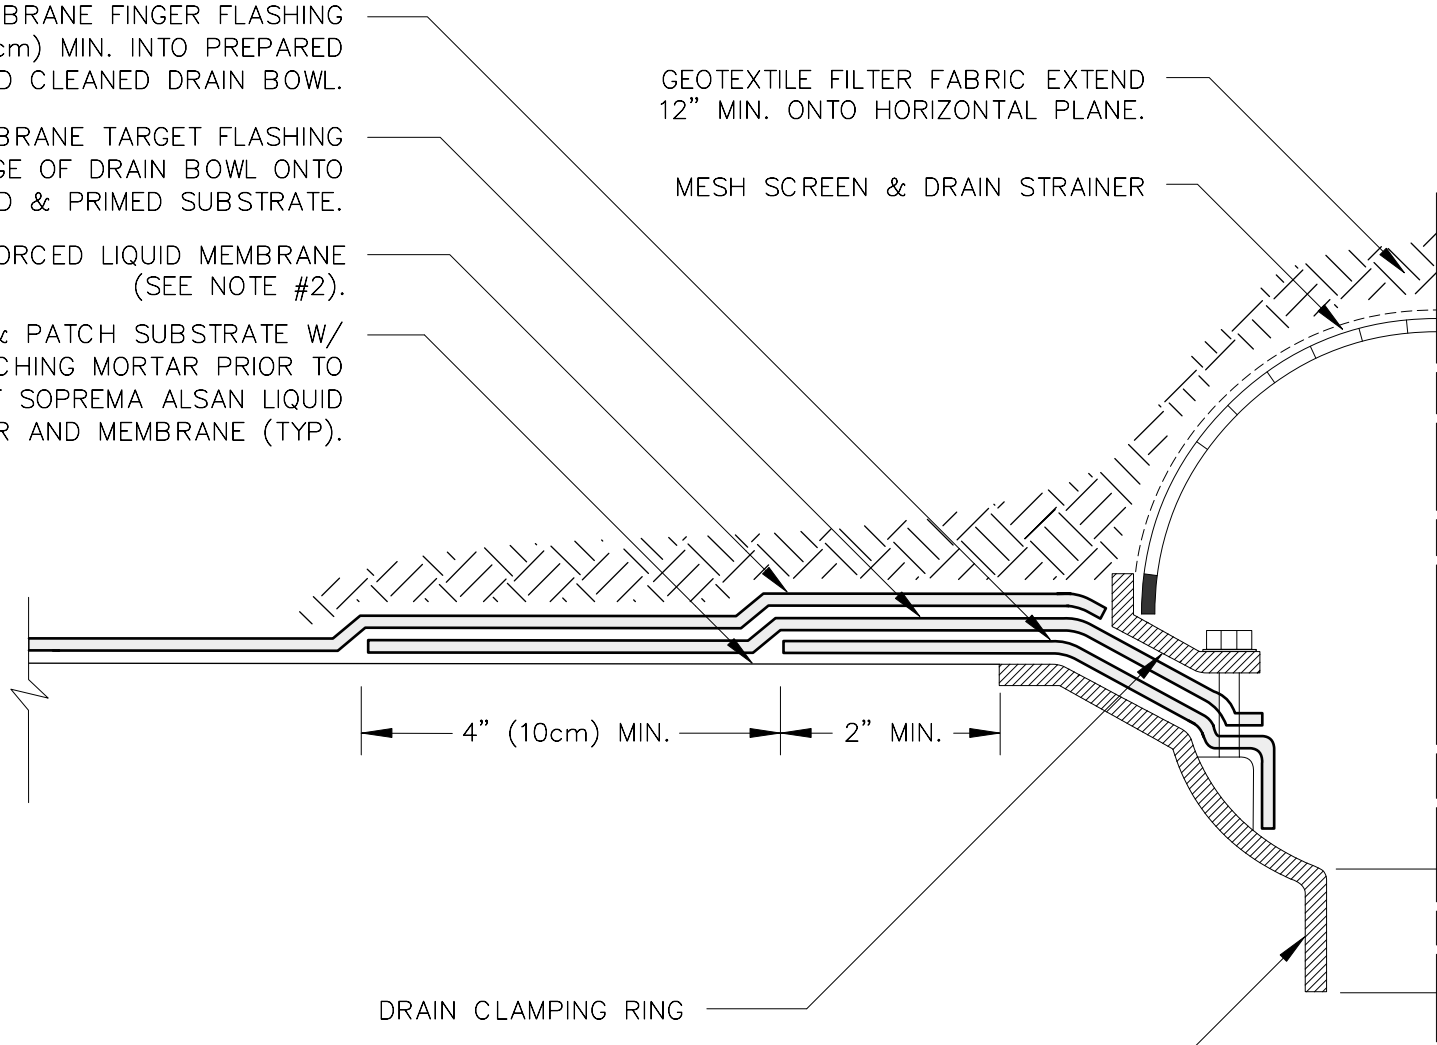 BRANE FINGER FLASHING
cm) MIN. INTO PREPARED
D CLEANED DRAIN BOWL.
BRANE TARGET FLASHING
GE OF DRAIN BOWL ONTO
D & PRIMED SUBSTRATE.
ORCED LIQUID MEMBRANE
(SEE NOTE #2).
& PATCH SUBSTRATE W/
CHING MORTAR PRIOR TO
SOPREMA ALSAN LIQUID
R AND MEMBRANE (TYP).
GEOTEXTILE FILTER FABRIC EXTEND
12” MIN. ONTO HORIZONTAL PLANE.
MESH SCREEN & DRAIN STRAINER
4” (10cm) MIN.
2” MIN.
DRAIN CLAMPING RING